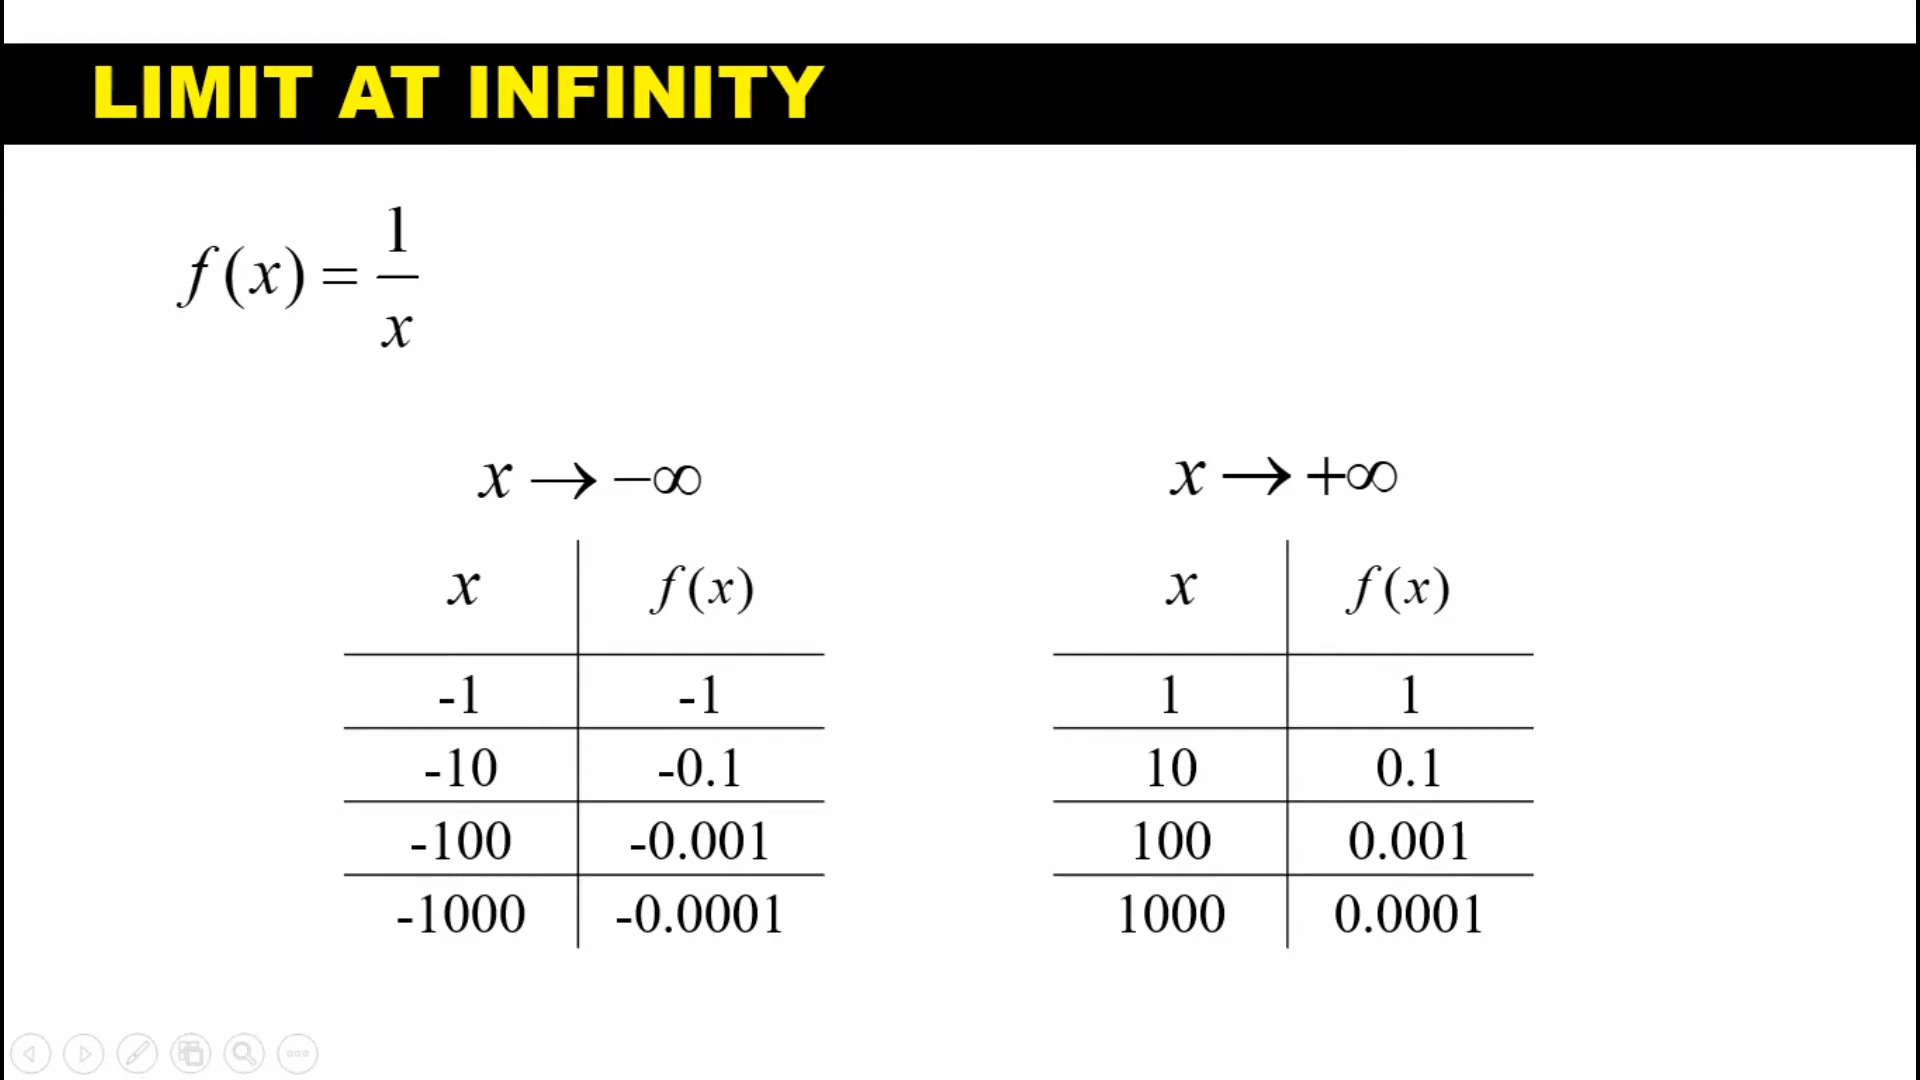 LIMIT AT INFINITY
f(x) = 1/x
x → −∞
x f(x)
-1 -1
-10 -0.1
-100 -0.001
-1000 -0.0001
x → +∞
x f(x)
1 1
10 0.1
100 0.001
1000 0.0001